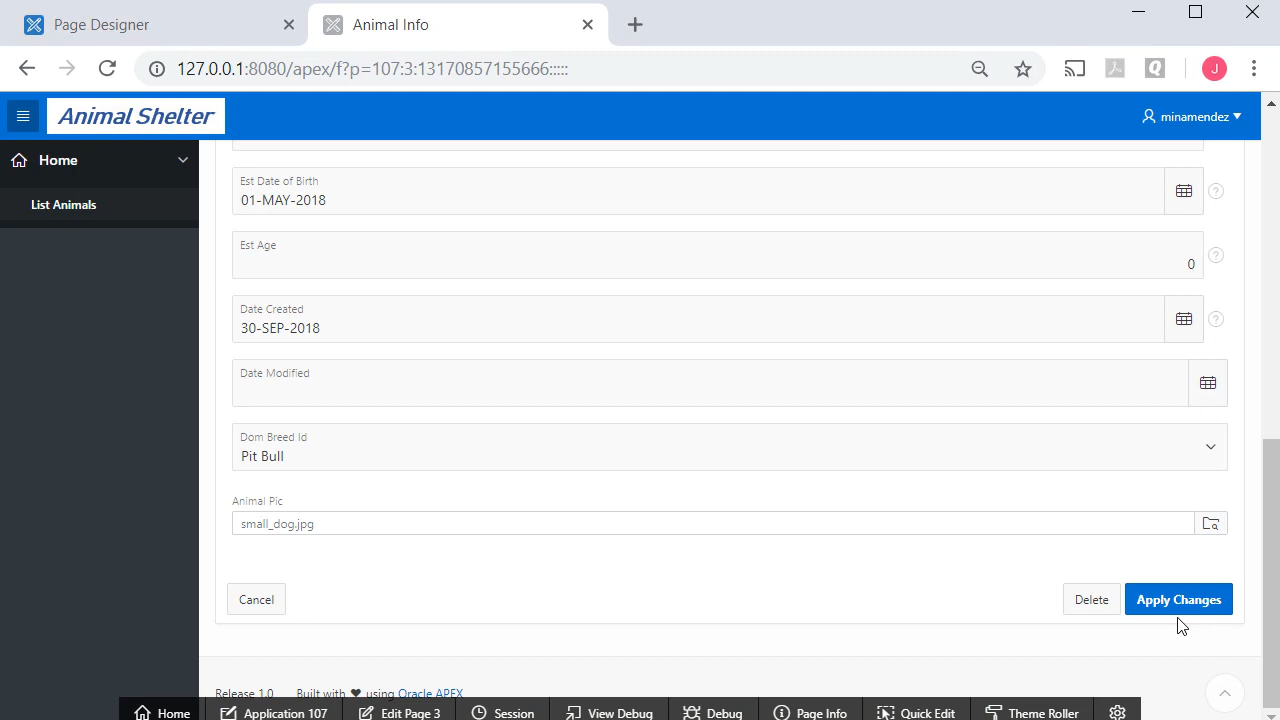 Page Designer
Animal Info
127.0.0.1:8080/apex/f?p=107:3:13170857155666:::::
J
Animal Shelter
minamendez
Home
List Animals
Est Date of Birth
01-MAY-2018
?
Est Age
0
?
Date Created
30-SEP-2018
?
Date Modified
Dom Breed Id
Pit Bull
Animal Pic
small_dog.jpg
Cancel
Delete
Apply Changes
Release 1.0
Built with ♥ using Oracle APEX
Home
Application 107
Edit Page 3
Session
View Debug
Debug
Page Info
Quick Edit
Theme Roller